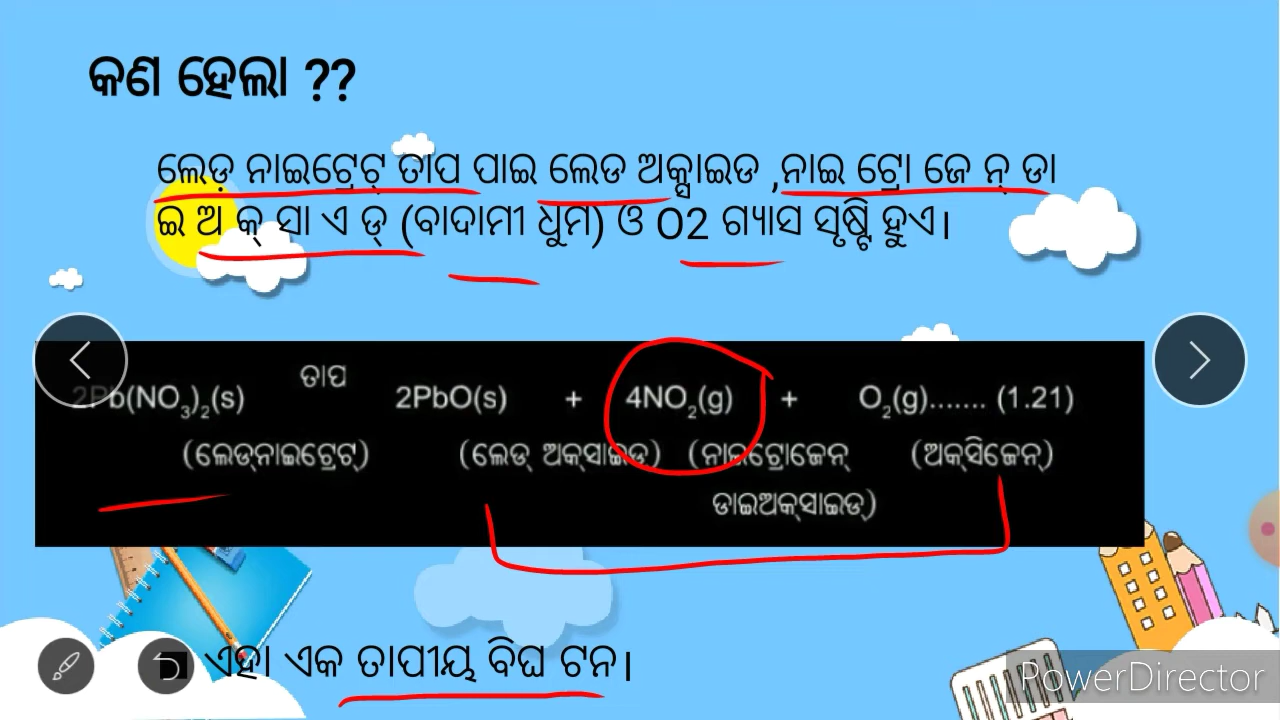 କଣ ହେଲା ??
ଲେଡ଼ ନାଇଟ୍ରେଟ୍ ତାପ ପାଇ ଲେଡ ଅକ୍ସାଇଡ ,ନାଇ ଟ୍ରୋ ଜେ ନ୍ ଡା
ଇ ଅ କ୍ ସା ଏ ଡ୍ (ବାଦାମୀ ଧୁମ) ଓ O2 ଗ୍ୟାସ ସୃଷ୍ଟି ହୁଏ।
ତାପ
2Pb(NO₃)₂(s) 2PbO(s) + 4NO₂(g) + O₂(g)....... (1.21)
(ଲେଡ୍‌ନାଇଟ୍ରେଟ୍) (ଲେଡ୍ ଅକ୍‌ସାଇଡ) (ନାଇଟ୍ରୋଜେନ୍ (ଅକ୍‌ସିଜେନ୍)
ଡାଇଅକ୍‌ସାଇଡ୍)
ଏହା ଏକ ତାପୀୟ ବିଘ ଟନ।
PowerDirector